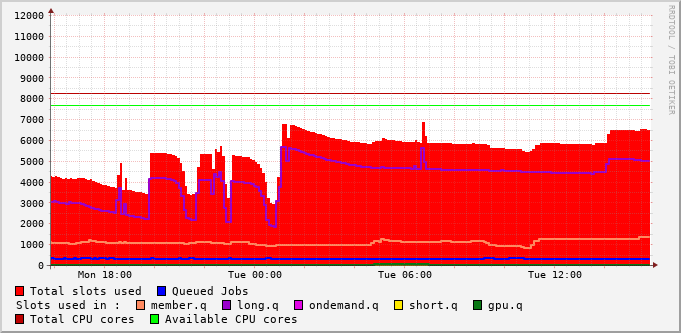 RRDTOOL / TOBI OETIKER
12000
11000
10000
9000
8000
7000
6000
5000
4000
3000
2000
1000
0
Mon 18:00 Tue 00:00 Tue 06:00 Tue 12:00
Total slots used Queued Jobs
Slots used in : member.q long.q ondemand.q short.q gpu.q
Total CPU cores Available CPU cores